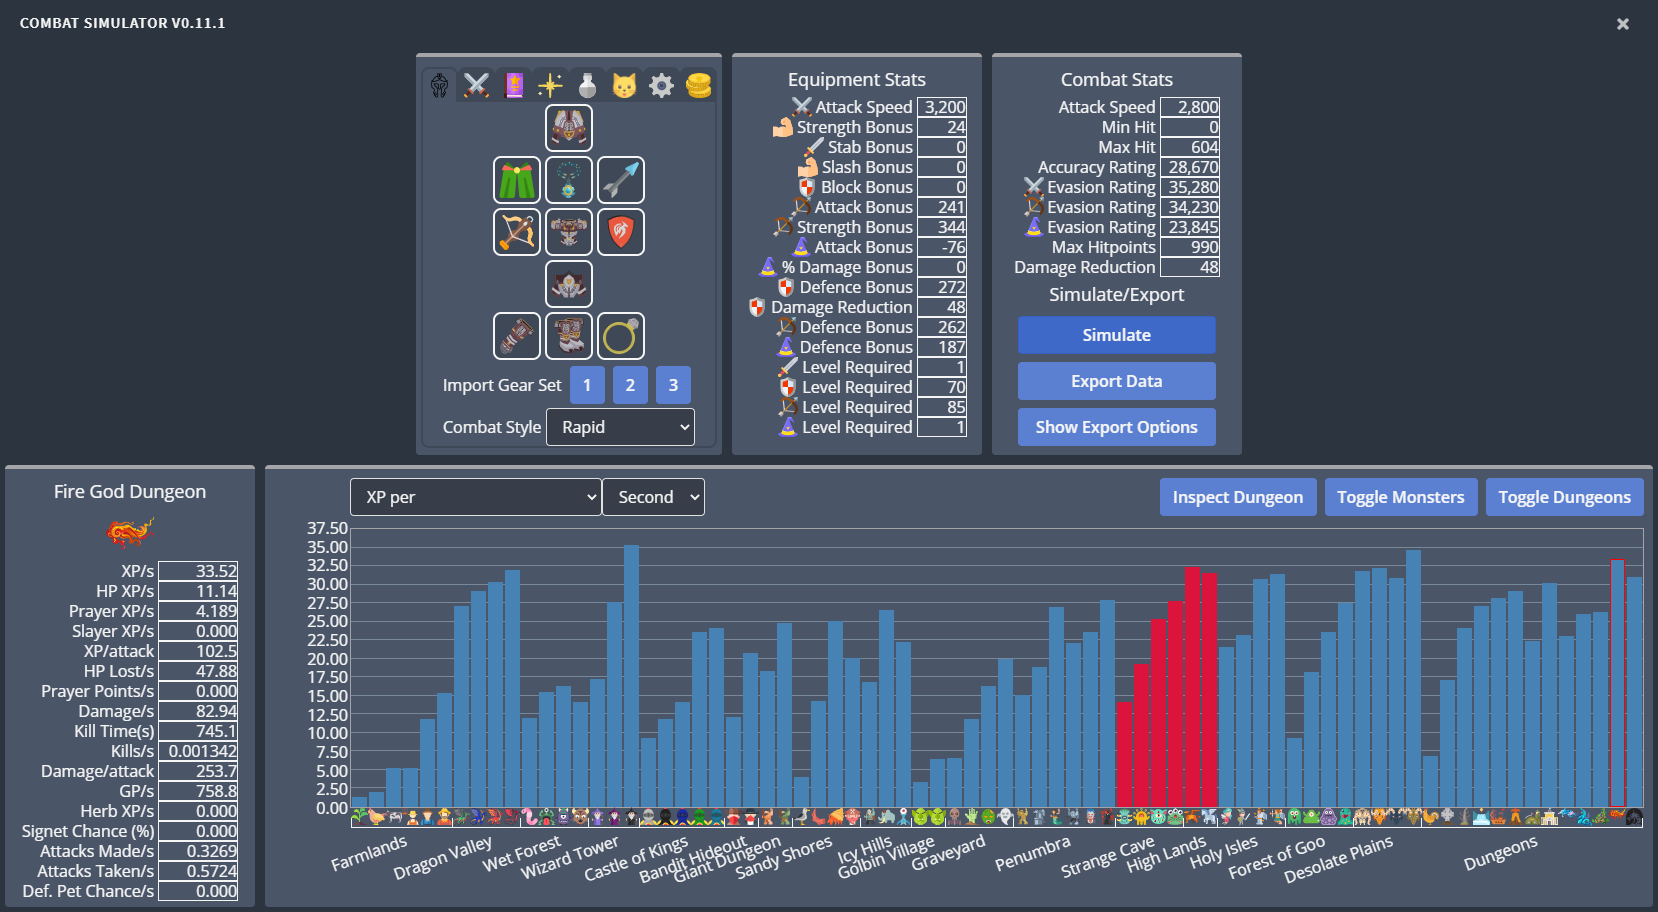 COMBAT SIMULATOR V0.11.1
×
Import Gear Set 1 2 3
Combat Style Rapid
Equipment Stats
Attack Speed 3,200
Strength Bonus 24
Stab Bonus 0
Slash Bonus 0
Block Bonus 0
Attack Bonus 241
Strength Bonus 344
Attack Bonus -76
% Damage Bonus 0
Defence Bonus 272
Damage Reduction 48
Defence Bonus 262
Defence Bonus 187
Level Required 1
Level Required 70
Level Required 85
Level Required 1
Combat Stats
Attack Speed 2,800
Min Hit 0
Max Hit 604
Accuracy Rating 28,670
Evasion Rating 35,280
Evasion Rating 34,230
Evasion Rating 23,845
Max Hitpoints 990
Damage Reduction 48
Simulate/Export
Simulate
Export Data
Show Export Options
Fire God Dungeon
XP/s 33.52
HP XP/s 11.14
Prayer XP/s 4.189
Slayer XP/s 0.000
XP/attack 102.5
HP Lost/s 47.88
Prayer Points/s 0.000
Damage/s 82.94
Kill Time(s) 745.1
Kills/s 0.001342
Damage/attack 253.7
GP/s 758.8
Herb XP/s 0.000
Signet Chance (%) 0.000
Attacks Made/s 0.3269
Attacks Taken/s 0.5724
Def. Pet Chance/s 0.000
XP per Second
Inspect Dungeon Toggle Monsters Toggle Dungeons
37.50
35.00
32.50
30.00
27.50
25.00
22.50
20.00
17.50
15.00
12.50
10.00
7.50
5.00
2.50
0.00
Farmlands
Dragon Valley
Wet Forest
Wizard Tower
Castle of Kings
Bandit Hideout
Giant Dungeon
Sandy Shores
Icy Hills
Golbin Village
Graveyard
Penumbra
Strange Cave
High Lands
Holy Isles
Forest of Goo
Desolate Plains
Dungeons